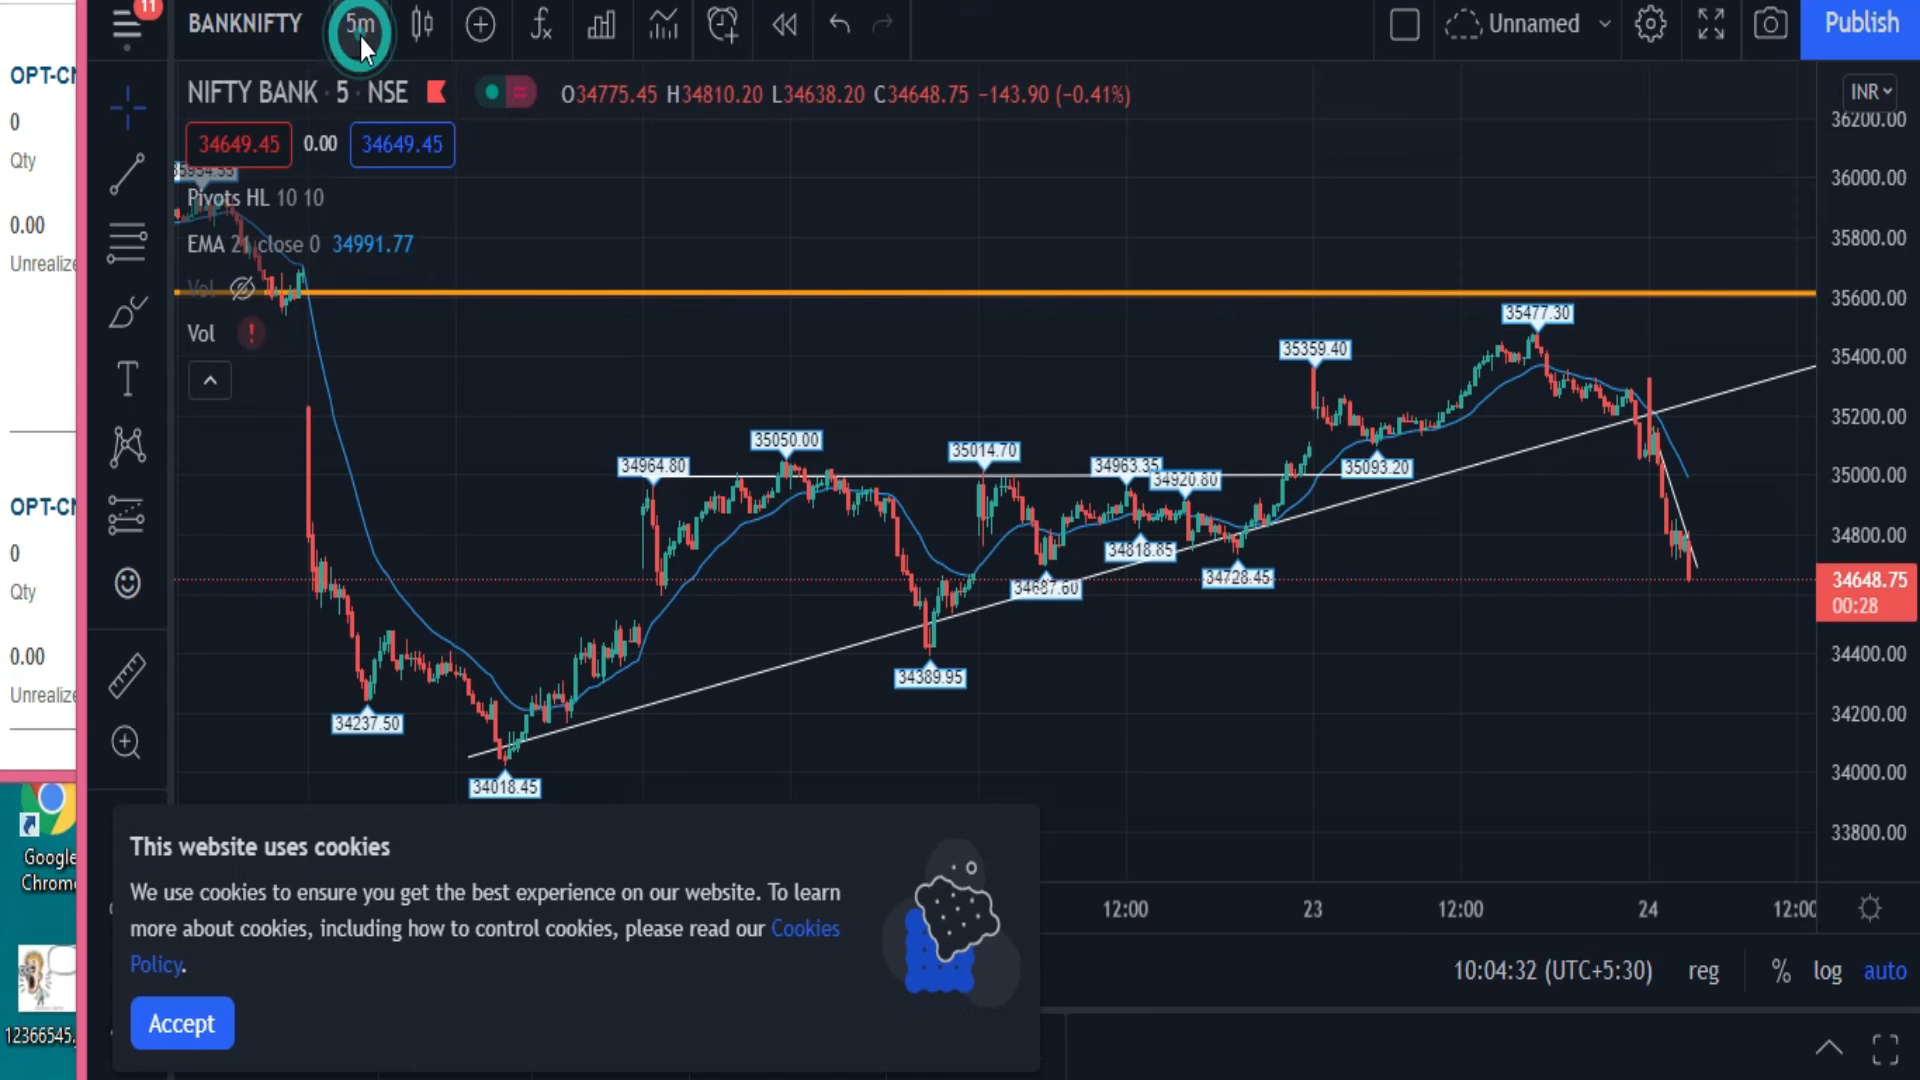 11
BANKNIFTY
5m
Unnamed
Publish
OPT-CN
0
Qty
0.00
Unrealize
NIFTY BANK · 5 · NSE
O34775.45 H34810.20 L34638.20 C34648.75 −143.90 (−0.41%)
INR
34649.45
0.00
34649.45
Pivots HL 10 10
EMA 21 close 0 34991.77
Vol
Vol
36200.00
36000.00
35800.00
35600.00
35400.00
35200.00
35000.00
34800.00
34648.75
00:28
34400.00
34200.00
34000.00
33800.00
35477.30
35359.40
35050.00
35014.70
34964.80
34963.35
34920.80
35093.20
34818.85
34728.45
34687.60
34389.95
34237.50
34018.45
OPT-CN
0
Qty
0.00
Unrealize
Google
Chrome
12366545.
This website uses cookies
We use cookies to ensure you get the best experience on our website. To learn
more about cookies, including how to control cookies, please read our Cookies
Policy.
Accept
12:00
23
12:00
24
12:00
10:04:32 (UTC+5:30)
reg
%
log
auto